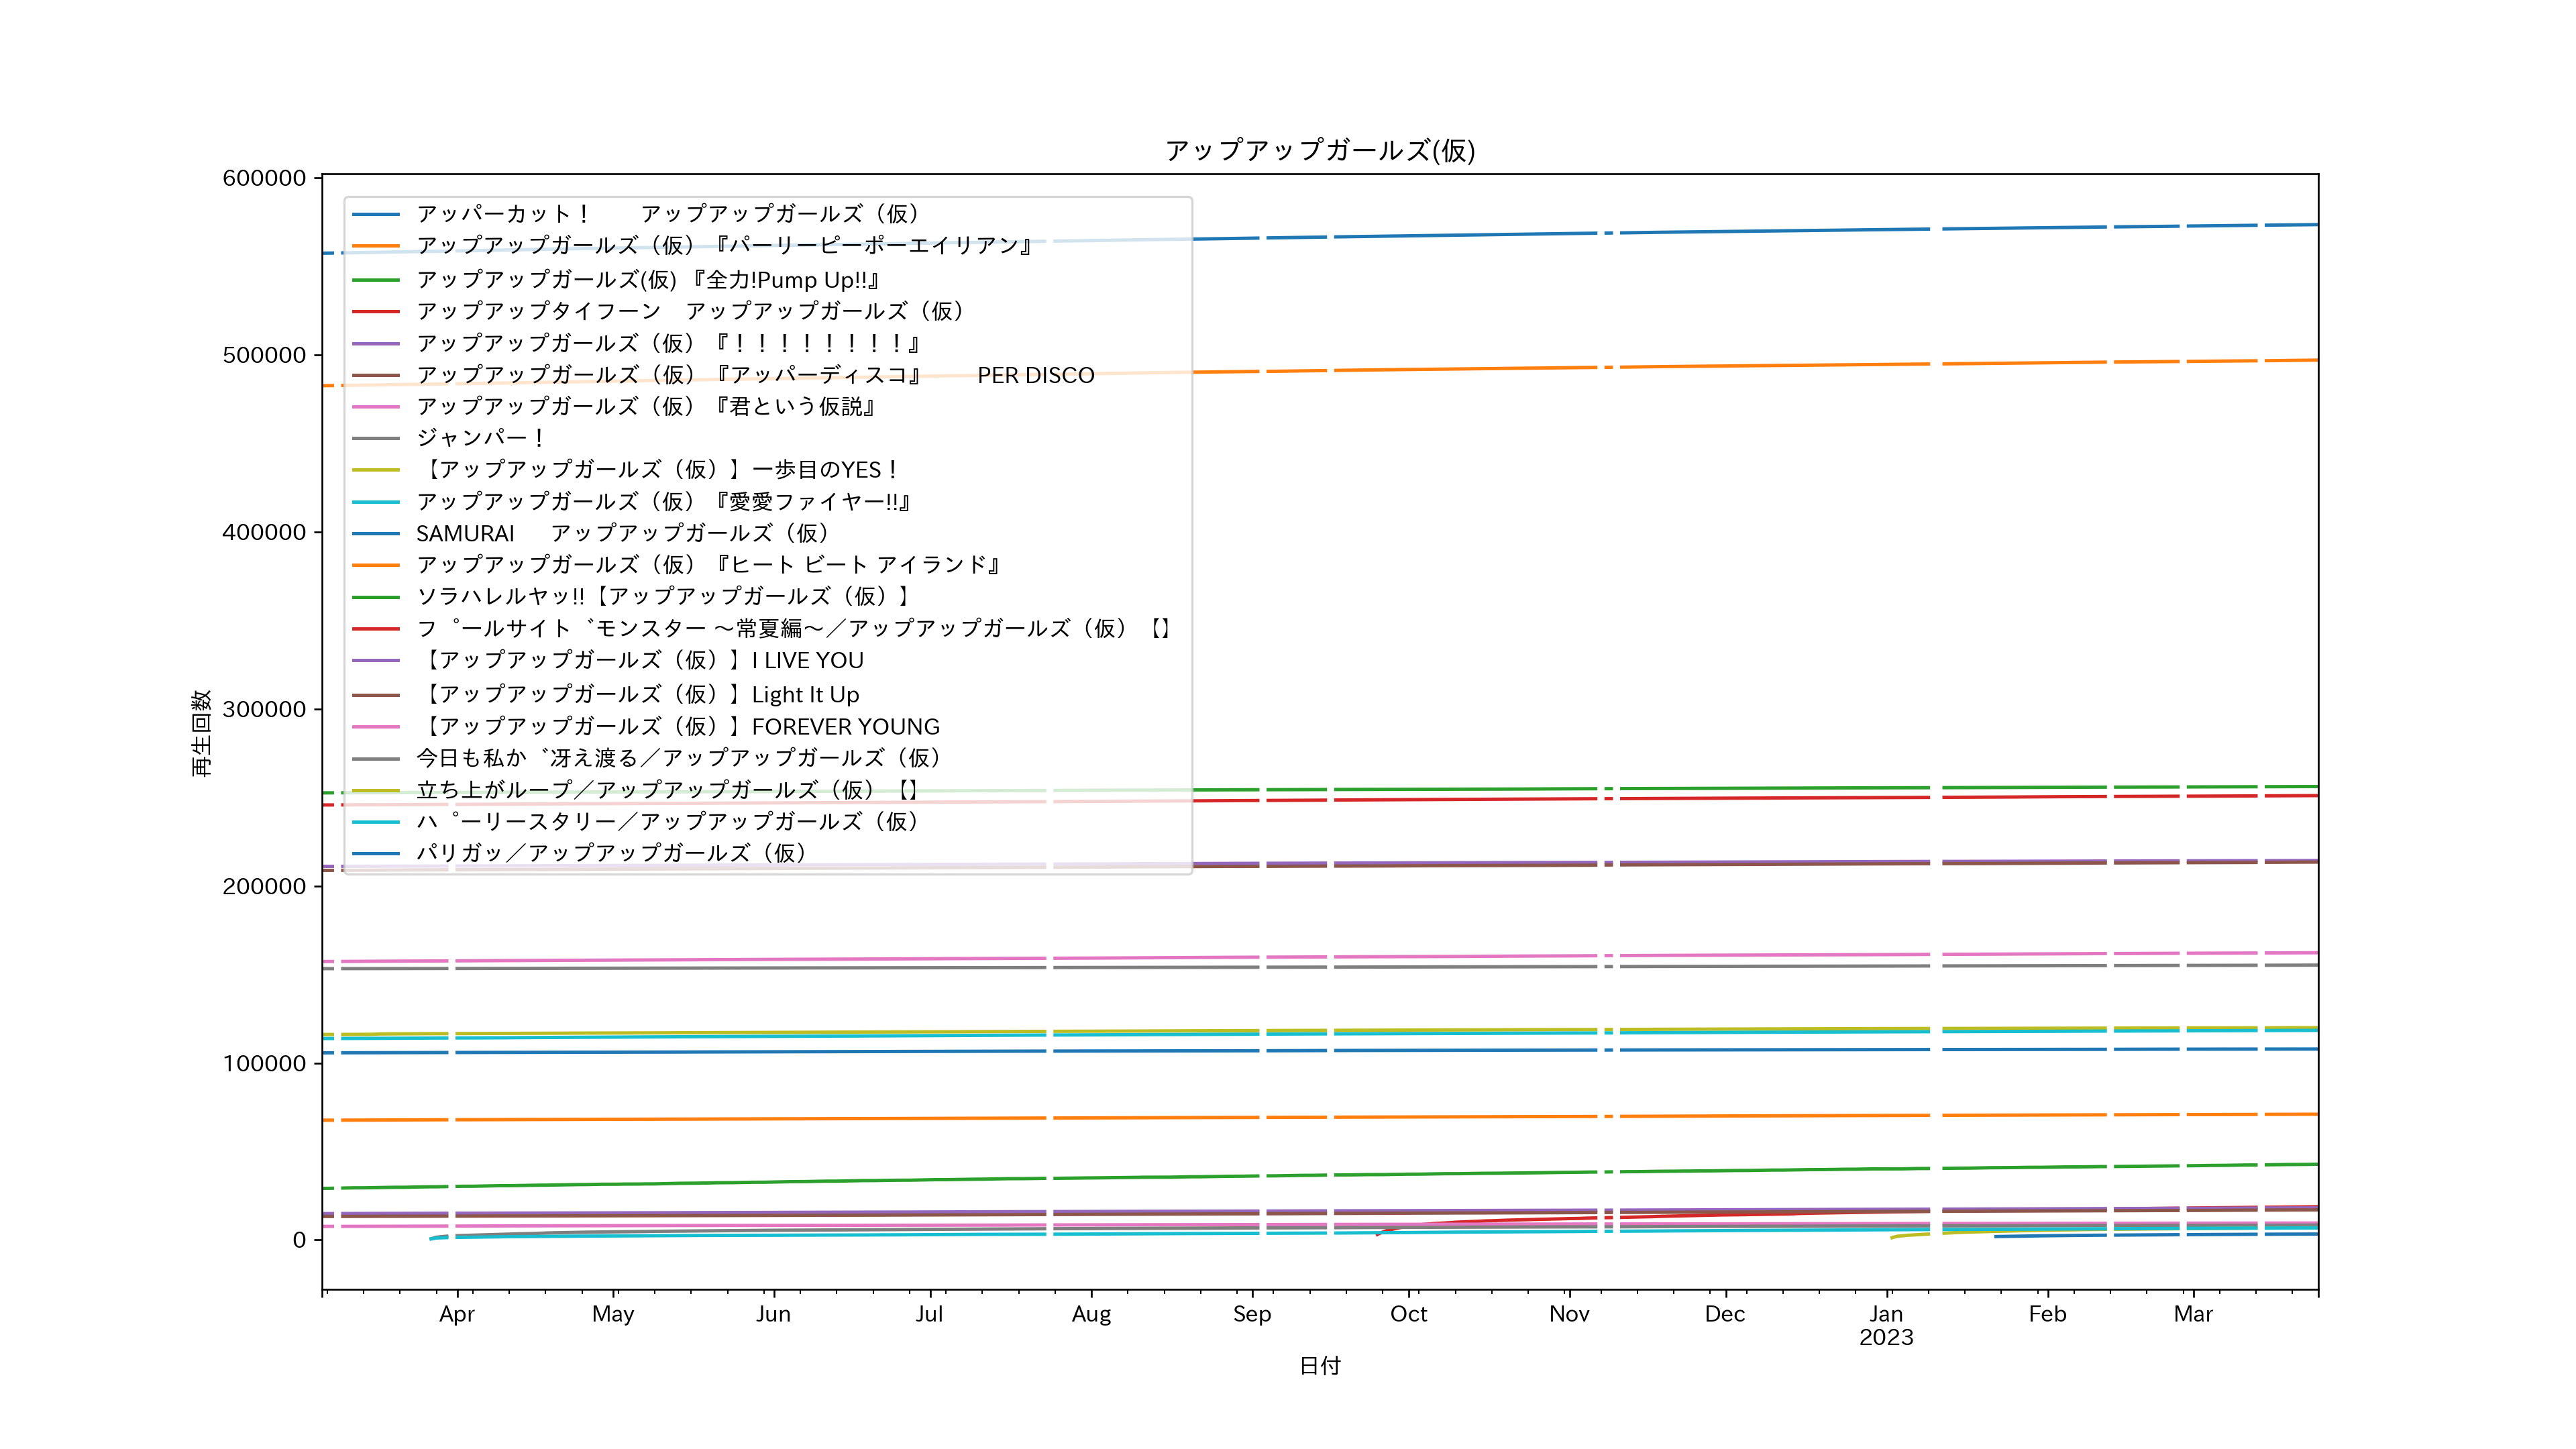 アップアップガールズ(仮)
600000
500000
400000
300000
200000
100000
0
再生回数
アッパーカット！　　アップアップガールズ（仮）
アップアップガールズ（仮）『パーリーピーポーエイリアン』
アップアップガールズ(仮) 『全力!Pump Up!!』
アップアップタイフーン　アップアップガールズ（仮）
アップアップガールズ（仮）『！！！！！！！！』
アップアップガールズ（仮）『アッパーディスコ』　　PER DISCO
アップアップガールズ（仮）『君という仮説』
ジャンパー！
【アップアップガールズ（仮）】一歩目のYES！
アップアップガールズ（仮）『愛愛ファイヤー!!』
SAMURAI　 アップアップガールズ（仮）
アップアップガールズ（仮）『ヒート ビート アイランド』
ソラハレルヤッ!!【アップアップガールズ（仮）】
フ゜ールサイト゛モンスター 〜常夏編〜／アップアップガールズ（仮）【】
【アップアップガールズ（仮）】I LIVE YOU
【アップアップガールズ（仮）】Light It Up
【アップアップガールズ（仮）】FOREVER YOUNG
今日も私か゛冴え渡る／アップアップガールズ（仮）
立ち上がループ／アップアップガールズ（仮）【】
ハ゜ーリースタリー／アップアップガールズ（仮）
パリガッ／アップアップガールズ（仮）
Apr May Jun Jul Aug Sep Oct Nov Dec Jan Feb Mar
2023
日付